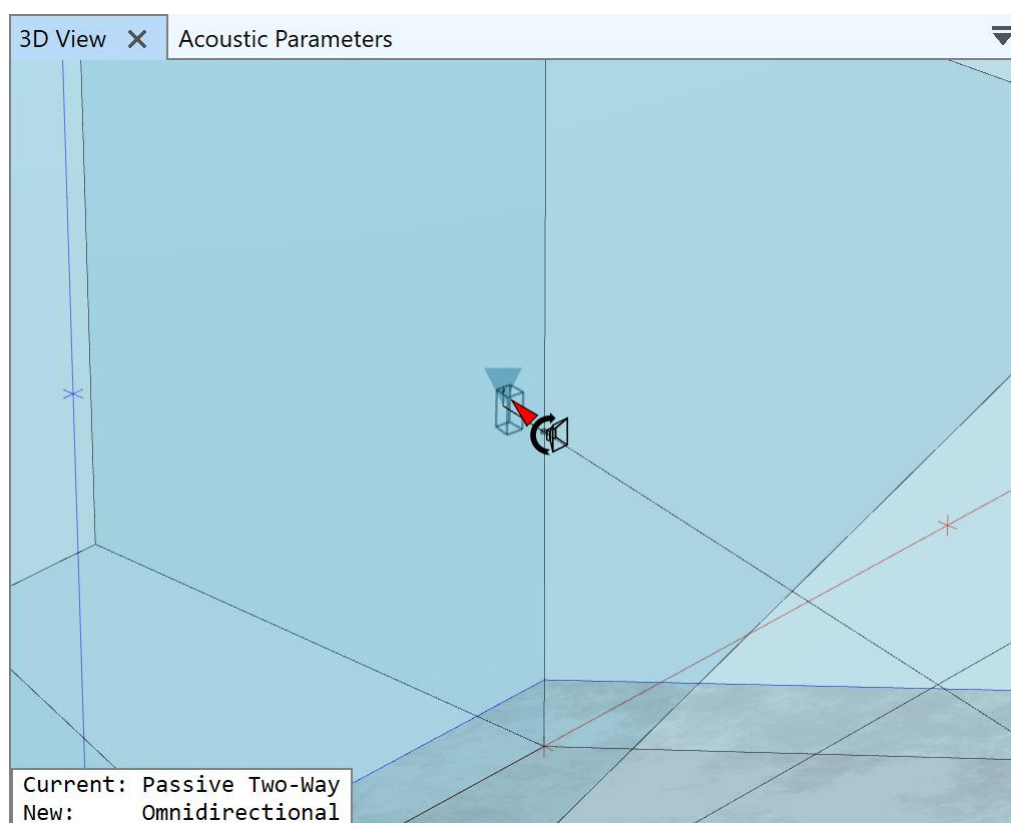 3D View Acoustic Parameters
Current: Passive Two-Way
New: Omnidirectional